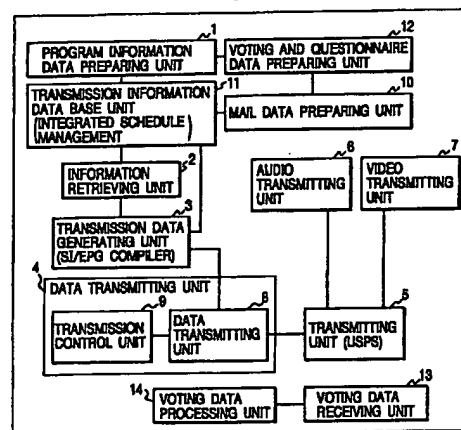 1
PROGRAM INFORMATION
DATA PREPARING UNIT
12
VOTING AND QUESTIONNAIRE
DATA PREPARING UNIT
11
TRANSMISSION INFORMATION
DATA BASE UNIT
(INTEGRATED SCHEDULE)
(MANAGEMENT)
10
MAIL DATA PREPARING UNIT
2
INFORMATION
RETRIEVING UNIT
6
AUDIO
TRANSMITTING
UNIT
7
VIDEO
TRANSMITTING
UNIT
3
TRANSMISSION DATA
GENERATING UNIT
(SI/EPG COMPILER)
4
DATA TRANSMITTING UNIT
9
TRANSMISSION
CONTROL UNIT
8
DATA
TRANSMITTING
UNIT
5
TRANSMITTING
UNIT (USPS)
14
VOTING DATA
PROCESSING UNIT
13
VOTING DATA
RECEIVING UNIT